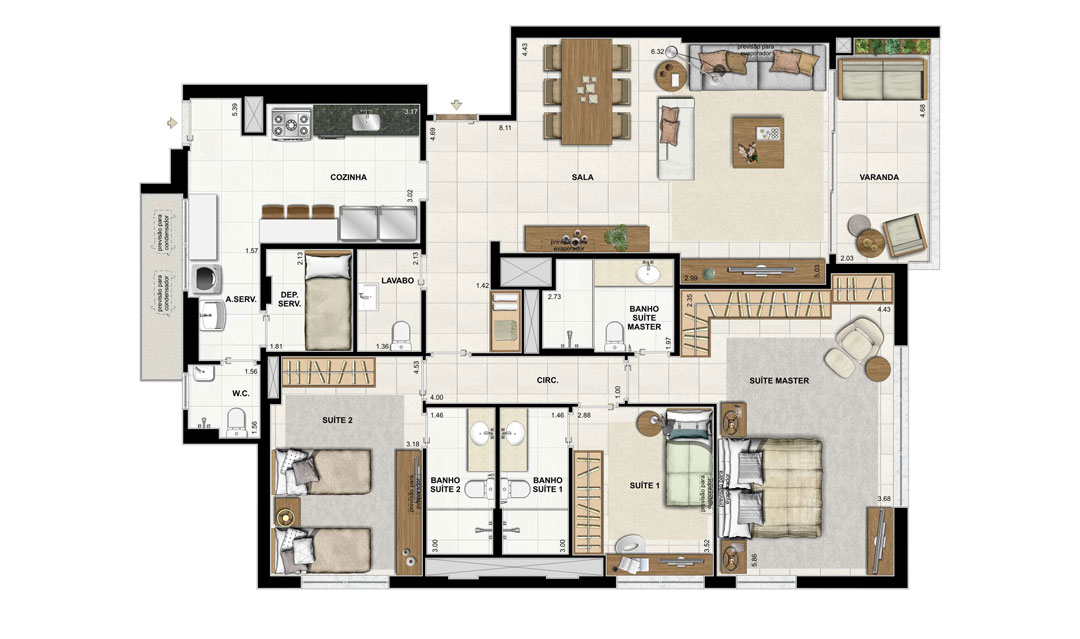 4.43
6.32
previsão para
evaporador
4.68
5.39
3.17
4.69
8.11
COZINHA
3.02
SALA
VARANDA
previsão para
condensador
previsão para
evaporador
1.57
2.13
2.13
2.03
5.03
2.99
LAVABO
1.42
2.73
previsão para
condensador
A.SERV.
DEP.
SERV.
BANHO
SUÍTE
MASTER
2.35
4.43
1.81
1.36
1.97
4.53
1.56
CIRC.
SUÍTE MASTER
W.C.
4.00
1.00
1.56
SUÍTE 2
1.46
1.46
2.88
3.18
previsão para
evaporador
BANHO
SUÍTE 2
BANHO
SUÍTE 1
SUÍTE 1
previsão para
evaporador
previsão para
evaporador
3.68
3.00
3.00
3.52
5.86